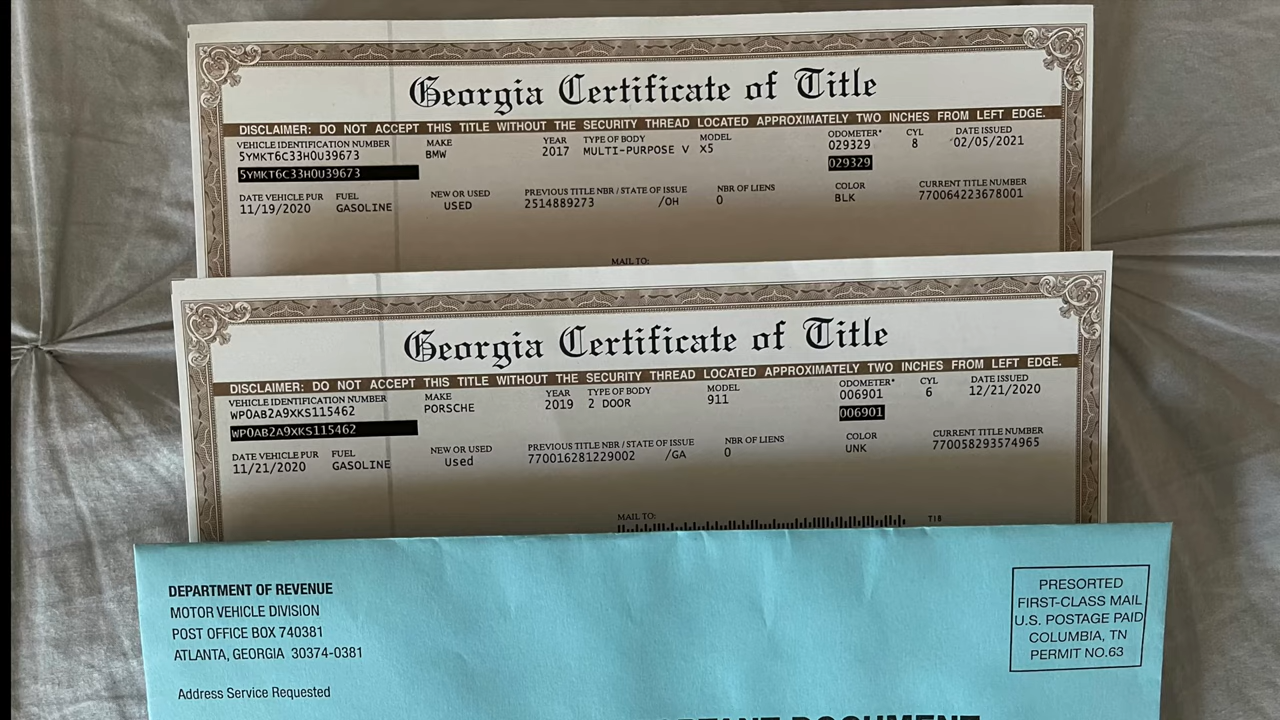 Georgia Certificate of Title
DISCLAIMER: DO NOT ACCEPT THIS TITLE WITHOUT THE SECURITY THREAD LOCATED APPROXIMATELY TWO INCHES FROM LEFT EDGE.
VEHICLE IDENTIFICATION NUMBER MAKE YEAR TYPE OF BODY MODEL ODOMETER* CYL DATE ISSUED
5YMKT6C33H0U39673 BMW 2017 MULTI-PURPOSE V X5 029329 8 02/05/2021
5YMKT6C33H0U39673 029329
DATE VEHICLE PUR FUEL NEW OR USED PREVIOUS TITLE NBR / STATE OF ISSUE NBR OF LIENS COLOR CURRENT TITLE NUMBER
11/19/2020 GASOLINE USED 2514889273 /OH 0 BLK 770064223678001
MAIL TO:
Georgia Certificate of Title
DISCLAIMER: DO NOT ACCEPT THIS TITLE WITHOUT THE SECURITY THREAD LOCATED APPROXIMATELY TWO INCHES FROM LEFT EDGE.
VEHICLE IDENTIFICATION NUMBER MAKE YEAR TYPE OF BODY MODEL ODOMETER* CYL DATE ISSUED
WP0AB2A9XKS115462 PORSCHE 2019 2 DOOR 911 006901 6 12/21/2020
WP0AB2A9XKS115462 006901
DATE VEHICLE PUR FUEL NEW OR USED PREVIOUS TITLE NBR / STATE OF ISSUE NBR OF LIENS COLOR CURRENT TITLE NUMBER
11/21/2020 GASOLINE Used 770016281229002 /GA 0 UNK 770058293574965
MAIL TO:
T18
DEPARTMENT OF REVENUE
MOTOR VEHICLE DIVISION
POST OFFICE BOX 740381
ATLANTA, GEORGIA 30374-0381
Address Service Requested
PRESORTED
FIRST-CLASS MAIL
U.S. POSTAGE PAID
COLUMBIA, TN
PERMIT NO.63
DOCUMENT